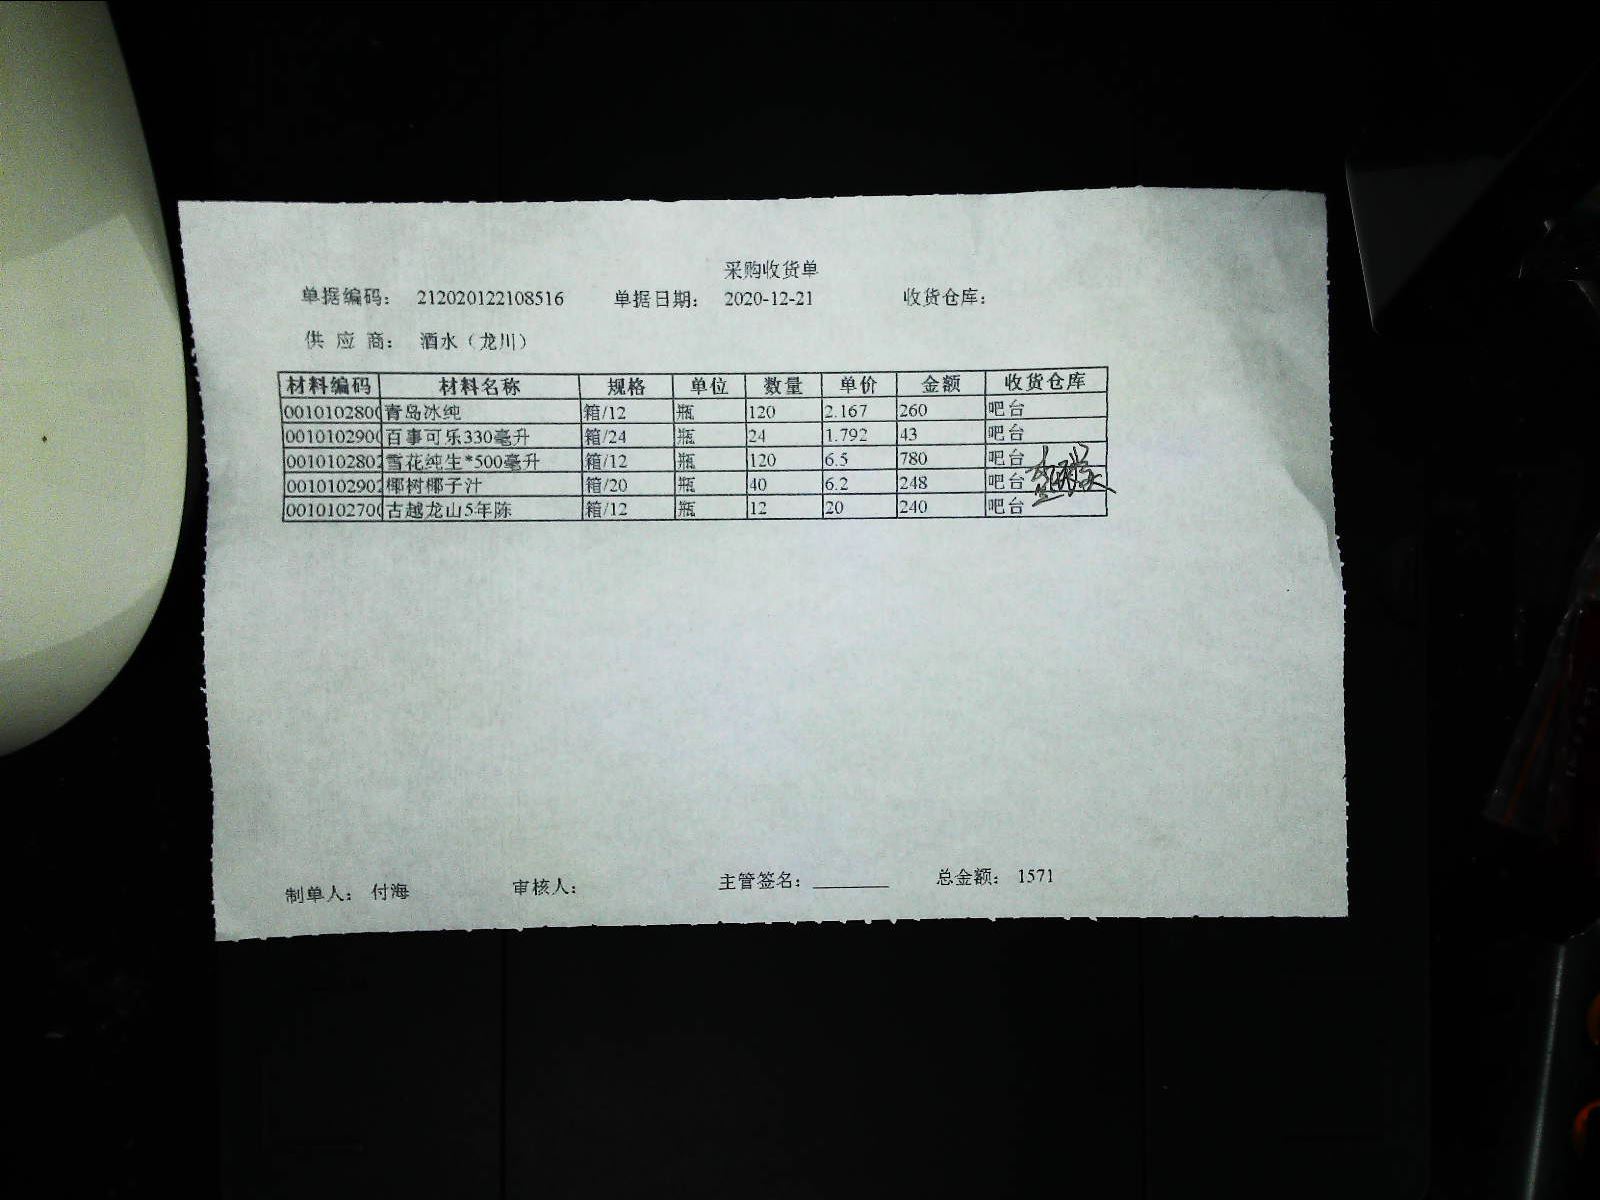 采购收货单
单据编码： 212020122108516 单据日期： 2020-12-21 收货仓库：
供 应 商： 酒水（龙川）
材料编码 材料名称 规格 单位 数量 单价 金额 收货仓库
0010102800 青岛冰纯 箱/12 瓶 120 2.167 260 吧台
0010102900 百事可乐330毫升 箱/24 瓶 24 1.792 43 吧台
0010102802 雪花纯生*500毫升 箱/12 瓶 120 6.5 780 吧台
0010102902 椰树椰子汁 箱/20 瓶 40 6.2 248 吧台
0010102700 古越龙山5年陈 箱/12 瓶 12 20 240 吧台
制单人： 付海 审核人： 主管签名： ________ 总金额： 1571